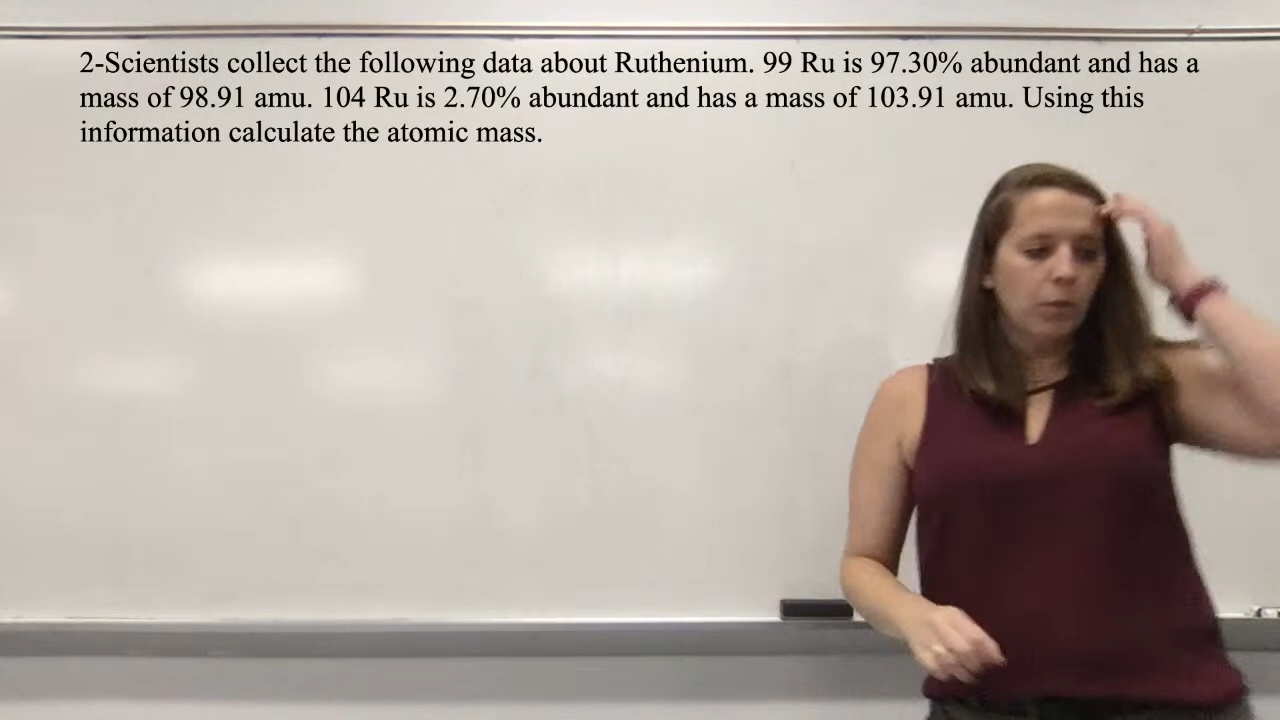 2-Scientists collect the following data about Ruthenium. 99 Ru is 97.30% abundant and has a
mass of 98.91 amu. 104 Ru is 2.70% abundant and has a mass of 103.91 amu. Using this
information calculate the atomic mass.